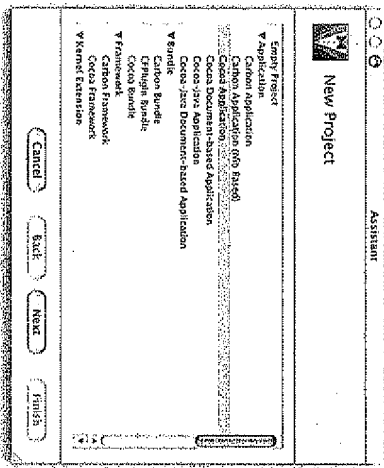 Assistant
New Project
Empty Project
▼ Application
Carbon Application
Carbon Application (Nib Based)
Cocoa Application
Cocoa Document-based Application
Cocoa-Java Application
Cocoa-Java Document-based Application
▼ Bundle
Carbon Bundle
CFPlugin Bundle
Cocoa Bundle
▼ Framework
Carbon Framework
Cocoa Framework
▼ Kernel Extension
Cancel
Back
Next
Finish